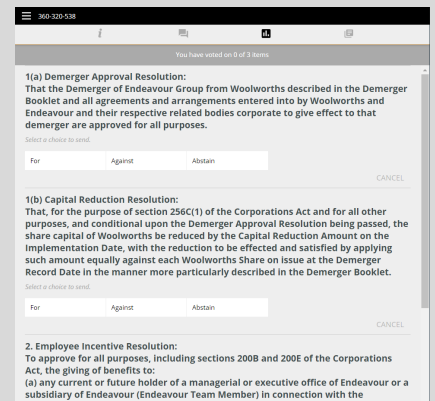 360-320-538
You have voted on 0 of 3 items
1(a) Demerger Approval Resolution:
That the Demerger of Endeavour Group from Woolworths described in the Demerger
Booklet and all agreements and arrangements entered into by Woolworths and
Endeavour and their respective related bodies corporate to give effect to that
demerger are approved for all purposes.
Select a choice to send.
For Against Abstain
CANCEL
1(b) Capital Reduction Resolution:
That, for the purpose of section 256C(1) of the Corporations Act and for all other
purposes, and conditional upon the Demerger Approval Resolution being passed, the
share capital of Woolworths be reduced by the Capital Reduction Amount on the
Implementation Date, with the reduction to be effected and satisfied by applying
such amount equally against each Woolworths Share on issue at the Demerger
Record Date in the manner more particularly described in the Demerger Booklet.
Select a choice to send.
For Against Abstain
CANCEL
2. Employee Incentive Resolution:
To approve for all purposes, including sections 200B and 200E of the Corporations
Act, the giving of benefits to:
(a) any current or future holder of a managerial or executive office of Endeavour or a
subsidiary of Endeavour (Endeavour Team Member) in connection with the